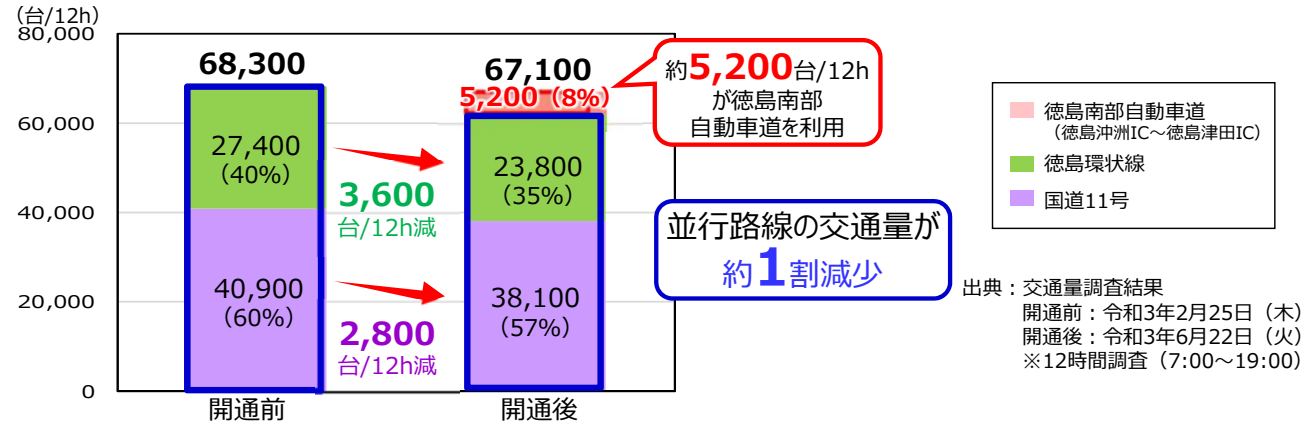 (台/12h)
80,000
60,000
40,000
20,000
0
68,300
27,400
(40%)
40,900
(60%)
開通前
3,600
台/12h減
2,800
台/12h減
67,100
5,200(8%)
23,800
(35%)
38,100
(57%)
開通後
約5,200台/12h
が徳島南部
自動車道を利用
並行路線の交通量が
約1割減少
徳島南部自動車道
(徳島沖洲IC～徳島津田IC)
徳島環状線
国道11号
出典:交通量調査結果
開通前:令和3年2月25日(木)
開通後:令和3年6月22日(火)
※12時間調査(7:00～19:00)